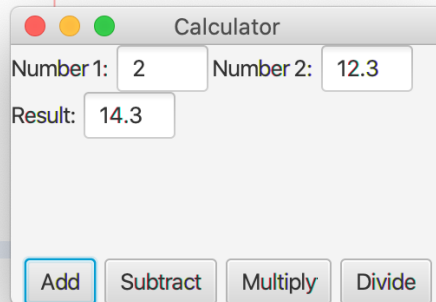 Calculator
Number 1: 2 Number 2: 12.3
Result: 14.3
Add Subtract Multiply Divide